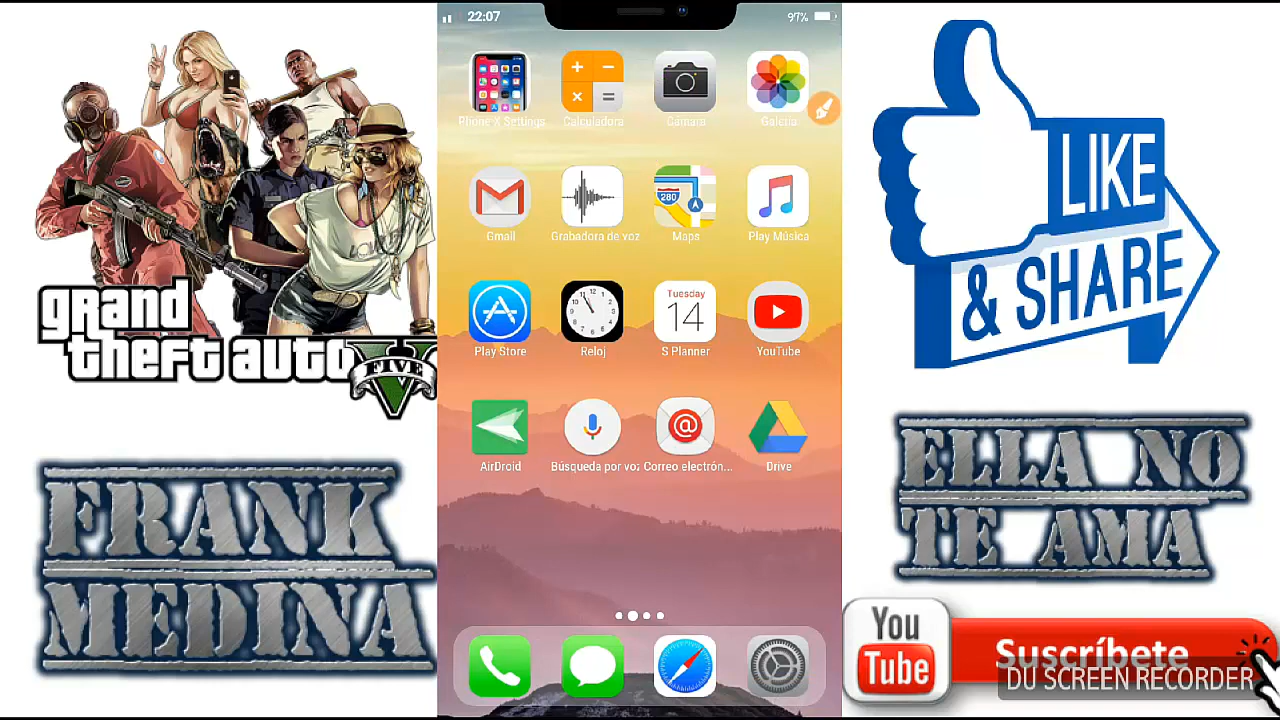 grand
theft auto
FIVE
FRANK
MEDINA
22:07
97%
Phone X Settings
Calculadora
Cámara
Galería
280
Gmail
Grabadora de voz
Maps
Play Música
12
Tuesday
14
Play Store
Reloj
S Planner
YouTube
@
AirDroid
Búsqueda por voz
Correo electrón...
Drive
LIKE
& SHARE
ELLA NO
TE AMA
You
Tube
Suscríbete
DU SCREEN RECORDER